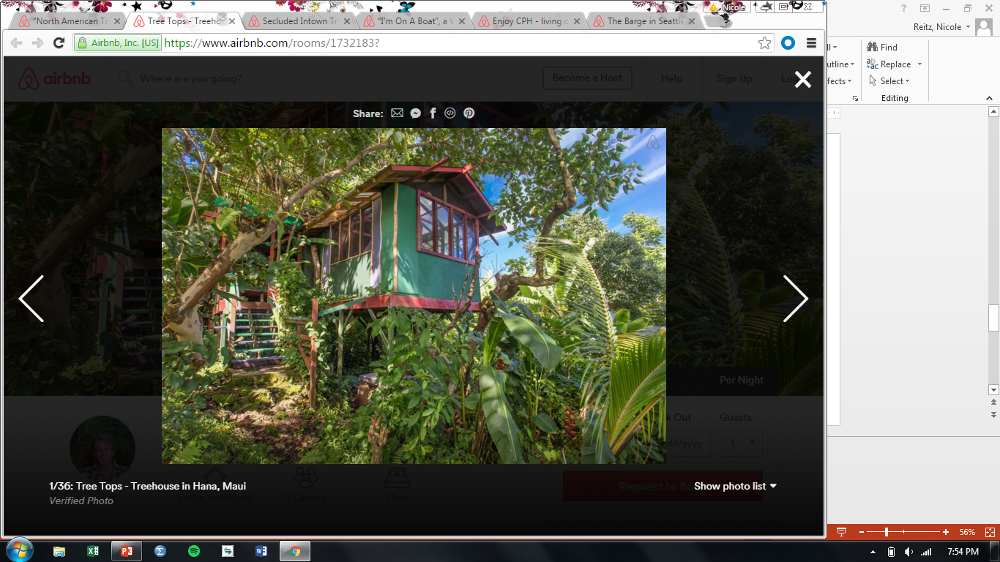 Nicole
"North American Tr
Tree Tops - Treehot
Secluded Intown Tr
"I'm On A Boat", a V
Enjoy CPH - living o
The Barge in Seattle
Reitz, Nicole
Airbnb, Inc. [US]
https://www.airbnb.com/rooms/1732183?
Find
utline
Replace
fects
Select
Editing
airbnb
Where are you going?
Become a Host
Help
Sign Up
Share:
Per Night
k Out
Guests
dd/yyyy
1
1/36: Tree Tops - Treehouse in Hana, Maui
Verified Photo
Entire home/apt
2 Guests
1 Bed
Request to Bo
Show photo list
56%
7:54 PM